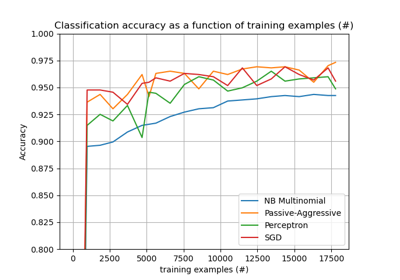 Classification accuracy as a function of training examples (#)
1.000
0.975
0.950
0.925
0.900
0.875
0.850
0.825
0.800
Accuracy
NB Multinomial
Passive-Aggressive
Perceptron
SGD
0 2500 5000 7500 10000 12500 15000 17500
training examples (#)